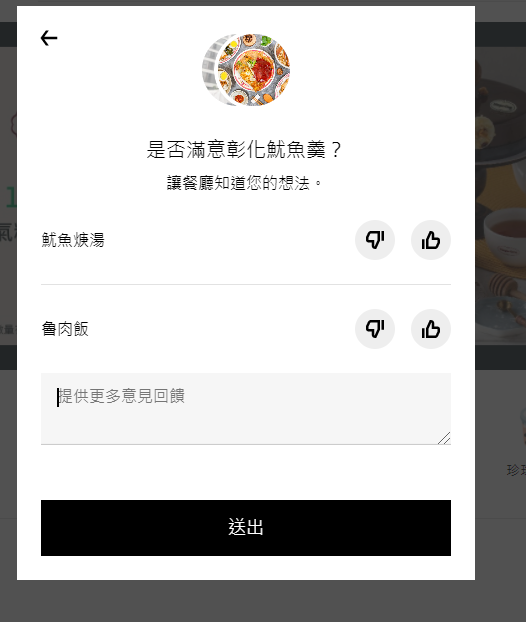 是否滿意彰化魷魚羹？
讓餐廳知道您的想法。
魷魚焿湯
魯肉飯
提供更多意見回饋
送出